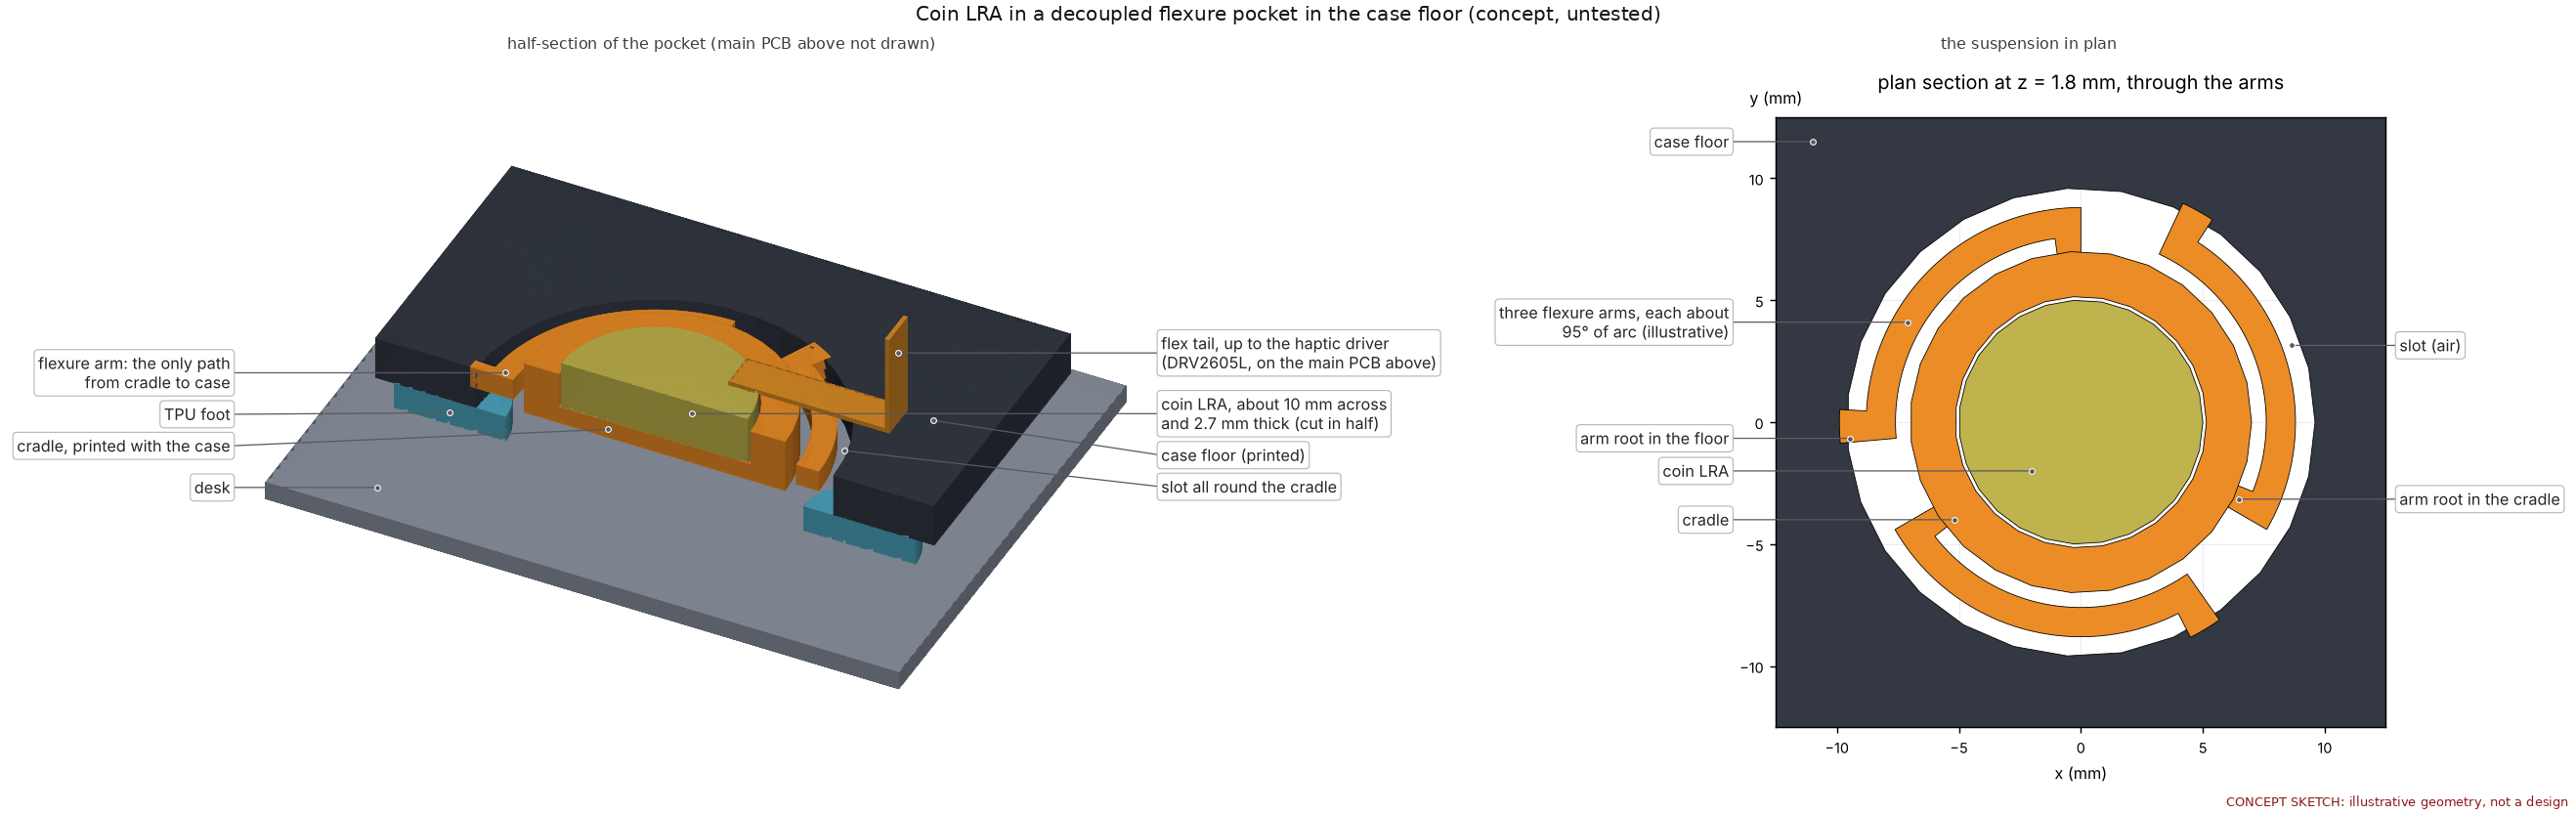 Coin LRA in a decoupled flexure pocket in the case floor (concept, untested)
half-section of the pocket (main PCB above not drawn)
flexure arm: the only path
from cradle to case
TPU foot
cradle, printed with the case
desk
flex tail, up to the haptic driver
(DRV2605L, on the main PCB above)
coin LRA, about 10 mm across
and 2.7 mm thick (cut in half)
case floor (printed)
slot all round the cradle
the suspension in plan
plan section at z = 1.8 mm, through the arms
y (mm)
case floor
three flexure arms, each about
95° of arc (illustrative)
arm root in the floor
coin LRA
cradle
slot (air)
arm root in the cradle
10
5
0
−5
−10
−10
−5
0
5
10
x (mm)
CONCEPT SKETCH: illustrative geometry, not a design